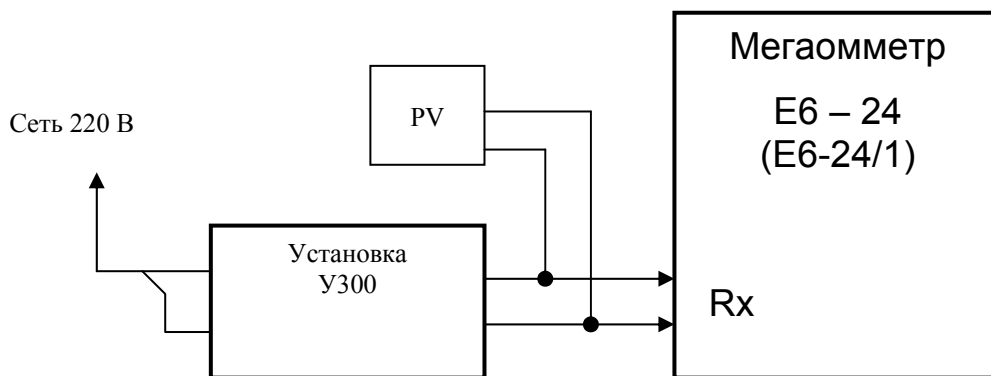 Мегаомметр
Е6 – 24
(Е6-24/1)
PV
Сеть 220 В
Установка
У300
Rx